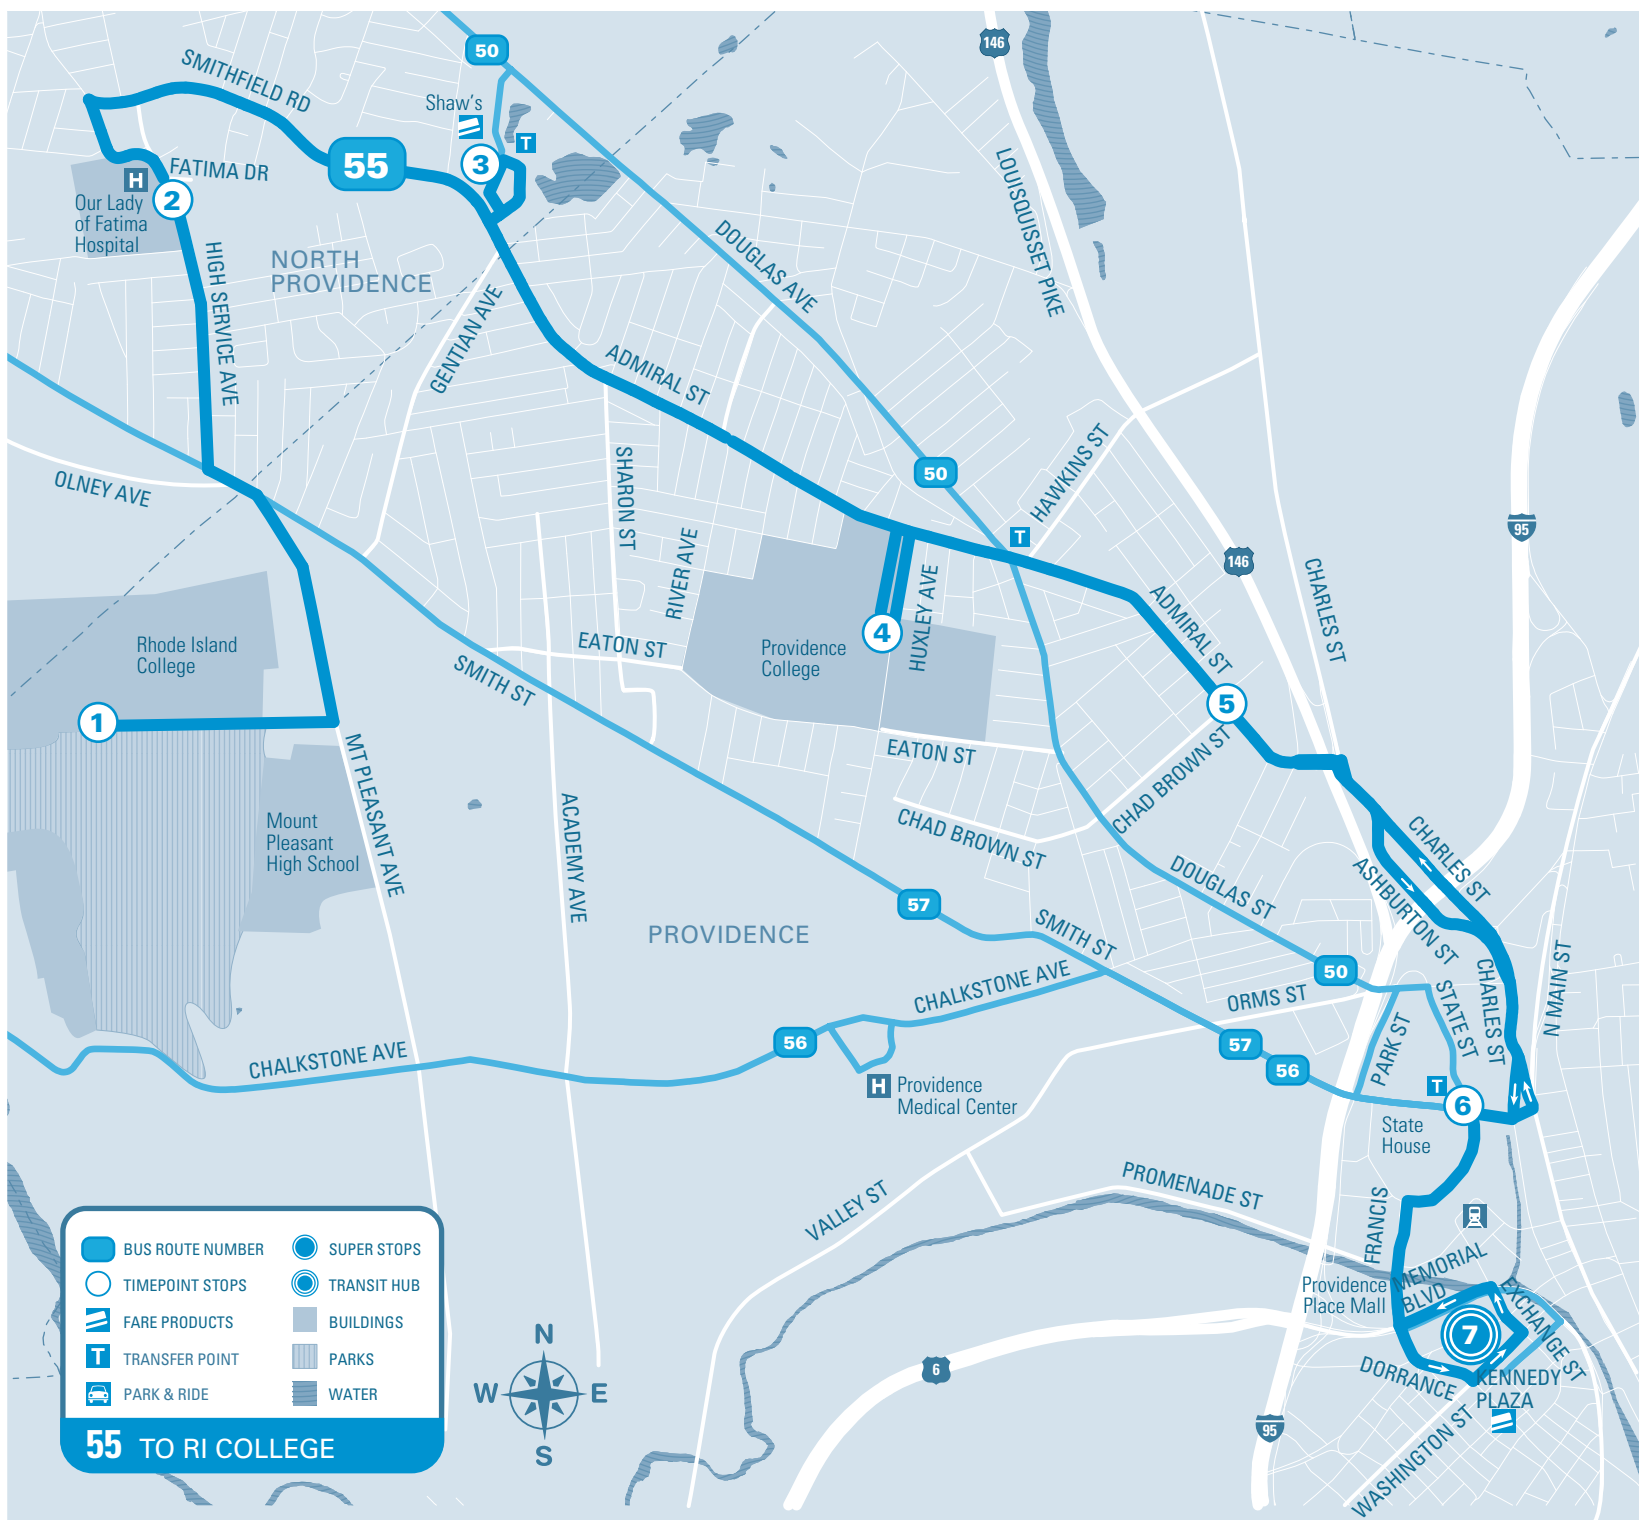 50
146
SMITHFIELD RD
Shaw's
T
3
55
FATIMA DR
H
2
Our Lady
of Fatima
Hospital
LOUISQUISSET PIKE
DOUGLAS AVE
HIGH SERVICE AVE
NORTH
PROVIDENCE
GENTIAN AVE
ADMIRAL ST
OLNEY AVE
SHARON ST
50
HAWKINS ST
T
95
146
RIVER AVE
HUXLEY AVE
CHARLES ST
ADMIRAL ST
Rhode Island
College
EATON ST
Providence
College
4
SMITH ST
1
5
MT PLEASANT AVE
EATON ST
CHAD BROWN ST
ACADEMY AVE
Mount
Pleasant
High School
CHAD BROWN ST
CHARLES ST
ASHBURTON ST
DOUGLAS ST
57
SMITH ST
PROVIDENCE
50
CHALKSTONE AVE
ORMS ST
STATE ST
CHARLES ST
N MAIN ST
PARK ST
56
57
56
CHALKSTONE AVE
H
Providence
Medical Center
T
6
State
House
VALLEY ST
PROMENADE ST
FRANCIS
MEMORIAL
BLVD
Providence
Place Mall
EXCHANGE ST
7
DORRANCE
KENNEDY
PLAZA
WASHINGTON ST
6
95
N
W
E
S
BUS ROUTE NUMBER
SUPER STOPS
TIMEPOINT STOPS
TRANSIT HUB
FARE PRODUCTS
BUILDINGS
T
TRANSFER POINT
PARKS
PARK & RIDE
WATER
55 TO RI COLLEGE